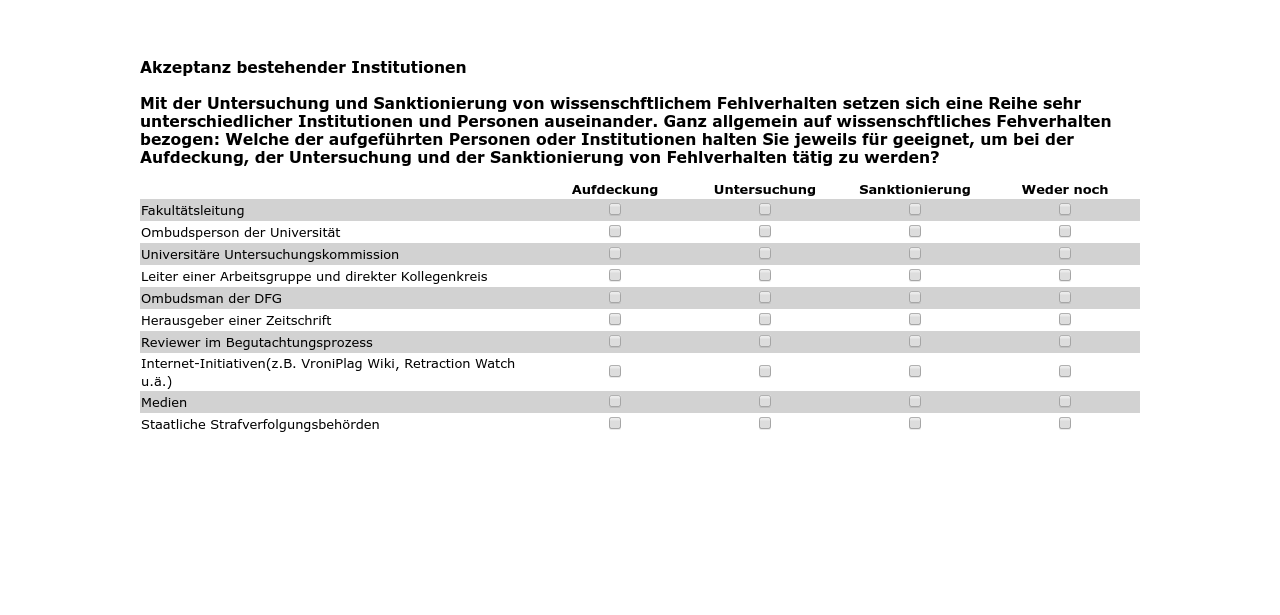 Akzeptanz bestehender Institutionen
Mit der Untersuchung und Sanktionierung von wissenschftlichem Fehlverhalten setzen sich eine Reihe sehr
unterschiedlicher Institutionen und Personen auseinander. Ganz allgemein auf wissenschftliches Fehverhalten
bezogen: Welche der aufgeführten Personen oder Institutionen halten Sie jeweils für geeignet, um bei der
Aufdeckung, der Untersuchung und der Sanktionierung von Fehlverhalten tätig zu werden?
Aufdeckung Untersuchung Sanktionierung Weder noch
Fakultätsleitung
Ombudsperson der Universität
Universitäre Untersuchungskommission
Leiter einer Arbeitsgruppe und direkter Kollegenkreis
Ombudsman der DFG
Herausgeber einer Zeitschrift
Reviewer im Begutachtungsprozess
Internet-Initiativen(z.B. VroniPlag Wiki, Retraction Watch
u.ä.)
Medien
Staatliche Strafverfolgungsbehörden